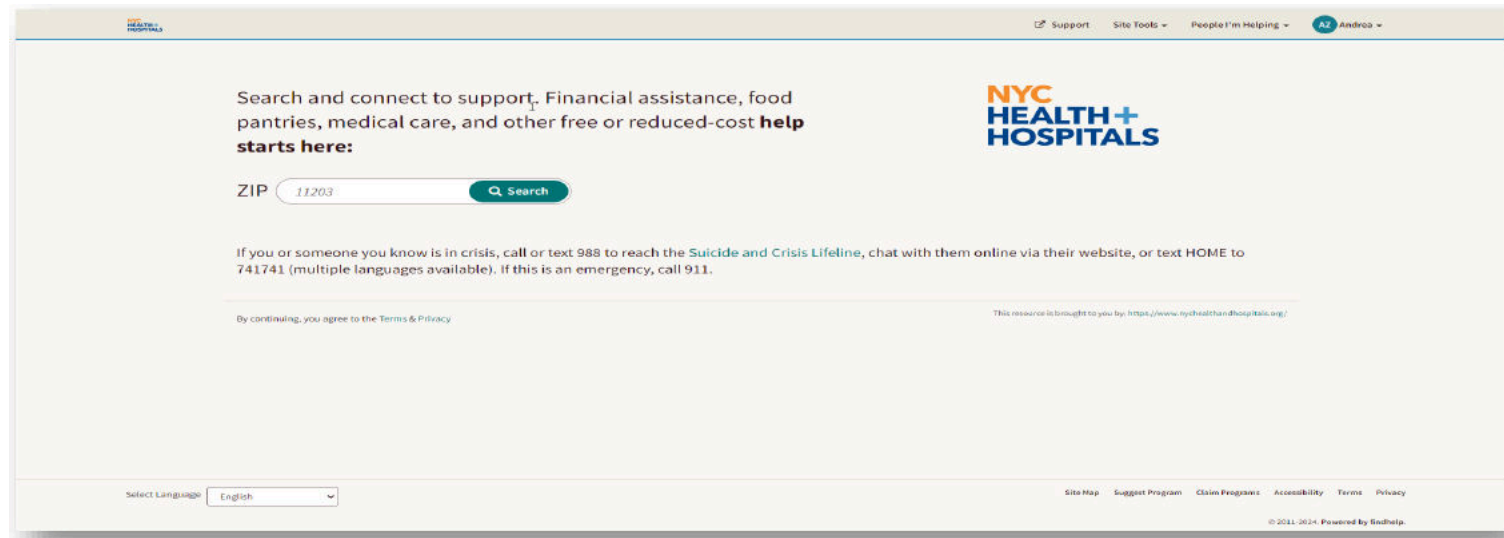 NYC
HEALTH+
HOSPITALS
Support Site Tools People I'm Helping AZ Andrea
Search and connect to support. Financial assistance, food
pantries, medical care, and other free or reduced-cost help
starts here:
NYC
HEALTH+
HOSPITALS
ZIP 11203 Search
If you or someone you know is in crisis, call or text 988 to reach the Suicide and Crisis Lifeline, chat with them online via their website, or text HOME to
741741 (multiple languages available). If this is an emergency, call 911.
By continuing, you agree to the Terms & Privacy
This resource is brought to you by: https://www.nychealthandhospitals.org/
Select Language English
Site Map Suggest Program Claim Programs Accessibility Terms Privacy
© 2011-2024. Powered by findhelp.